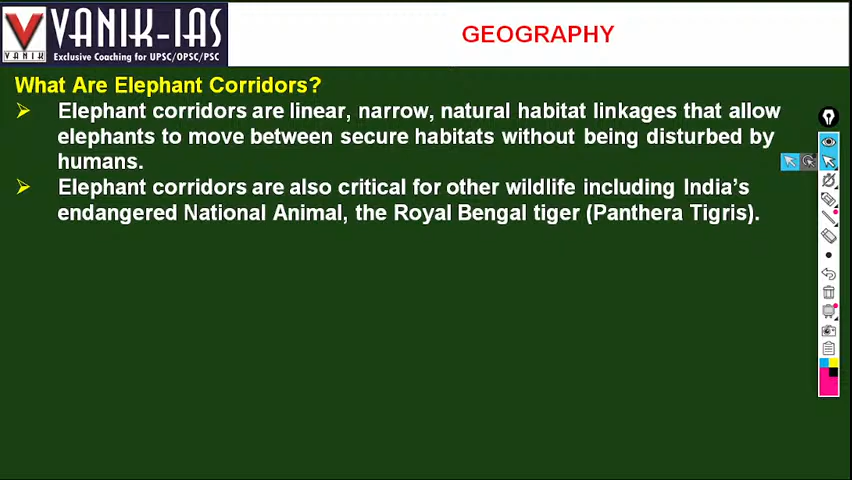 VANIK-IAS
VANIK
Exclusive Coaching for UPSC/OPSC/PSC
GEOGRAPHY
What Are Elephant Corridors?
➢ Elephant corridors are linear, narrow, natural habitat linkages that allow
elephants to move between secure habitats without being disturbed by
humans.
➢ Elephant corridors are also critical for other wildlife including India's
endangered National Animal, the Royal Bengal tiger (Panthera Tigris).